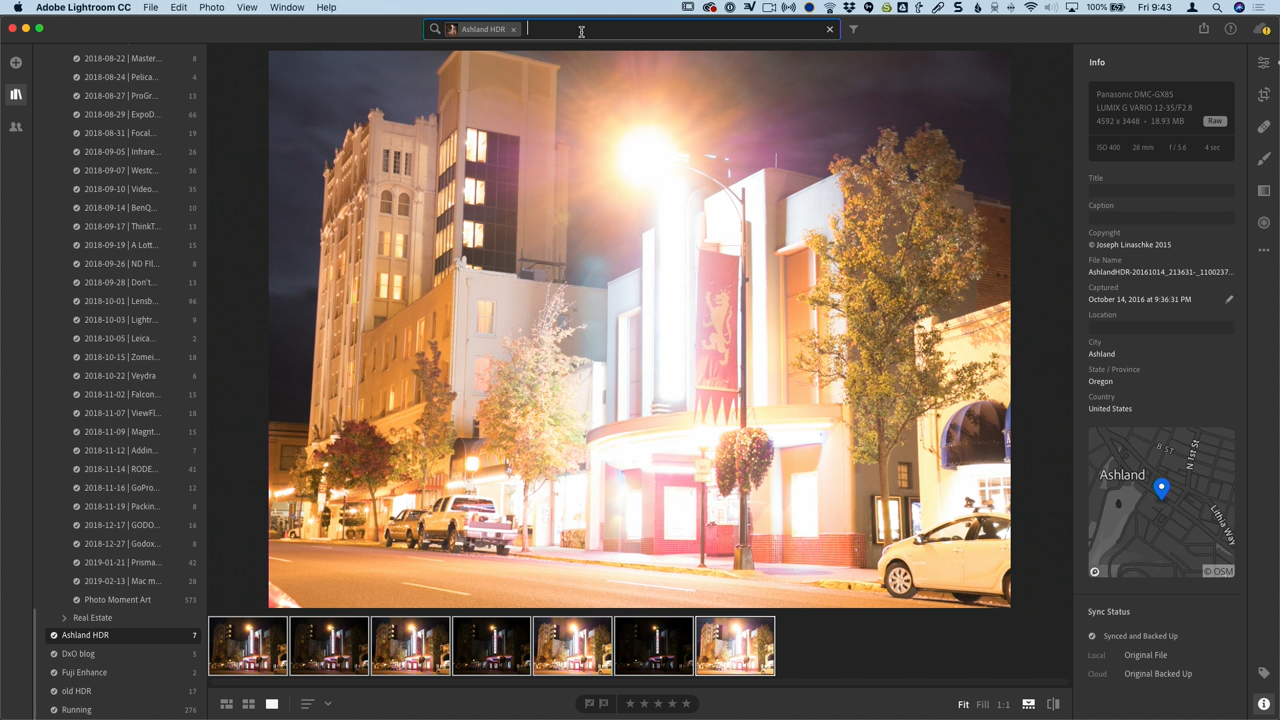 Adobe Lightroom CC File Edit Photo View Window Help
100% Fri 9:43
Ashland HDR ×
2018-08-22 | Master... 8
2018-08-24 | Pelica... 4
2018-08-27 | ProGr... 13
2018-08-29 | ExpoD... 66
2018-08-31 | Focal... 19
2018-09-05 | Infrare... 26
2018-09-07 | Westc... 36
2018-09-10 | Video... 35
2018-09-14 | BenQ... 10
2018-09-17 | ThinkT... 13
2018-09-19 | A Lott... 15
2018-09-26 | ND FIl... 8
2018-09-28 | Don't... 13
2018-10-01 | Lensb... 96
2018-10-03 | Lightr... 9
2018-10-05 | Leica... 2
2018-10-15 | Zomei... 18
2018-10-22 | Veydra 6
2018-11-02 | Falcon... 15
2018-11-07 | ViewFl... 18
2018-11-09 | Magnt... 15
2018-11-12 | Addin... 7
2018-11-14 | RODE... 41
2018-11-16 | GoPro... 12
2018-11-19 | Packin... 8
2018-12-17 | GODO... 16
2018-12-27 | Godox... 8
2019-01-21 | Prisma... 42
2019-02-13 | Mac m... 28
Photo Moment Art 573
Real Estate
Ashland HDR 7
DxO blog 5
Fuji Enhance 2
old HDR 17
Running 276
Fit Fill 1:1
Info
Panasonic DMC-GX85
LUMIX G VARIO 12-35/F2.8
4592 x 3448 • 18.93 MB Raw
ISO 400 28 mm f / 5.6 4 sec
Title
Caption
Copyright
© Joseph Linaschke 2015
File Name
AshlandHDR-20161014_213631-_1100237...
Captured
October 14, 2016 at 9:36:31 PM
Location
City
Ashland
State / Province
Oregon
Country
United States
B ST
N 1st St
Ashland
Lithia Way
© OSM
Sync Status
Synced and Backed Up
Local Original File
Cloud Original Backed Up